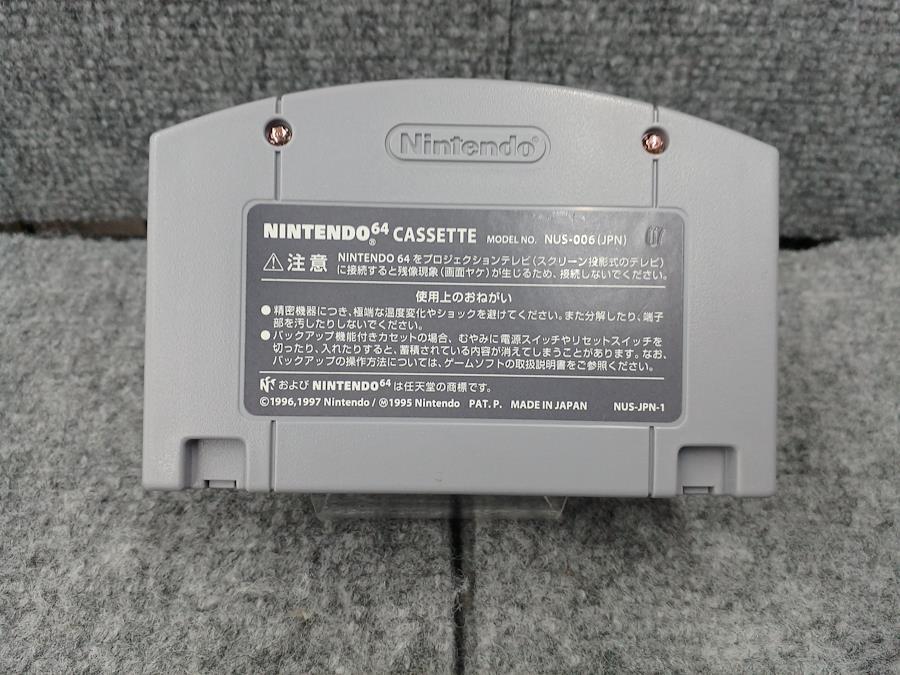 Nintendo®
NINTENDO64® CASSETTE MODEL NO. NUS-006(JPN)
⚠注意 NINTENDO 64 をプロジェクションテレビ(スクリーン投影式のテレビ)
に接続すると残像現象(画面ヤケ)が生じるため、接続しないでください。
使用上のおねがい
●精密機器につき、極端な温度変化やショックを避けてください。また分解したり、端子
部を汚したりしないでください。
●バックアップ機能付きカセットの場合、むやみに電源スイッチやリセットスイッチを
切ったり、入れたりすると、蓄積されている内容が消えてしまうことがあります。なお、
バックアップの操作方法については、ゲームソフトの取扱説明書をご参照ください。
および NINTENDO64 は任天堂の商標です。
©1996,1997 Nintendo/Ⓜ1995 Nintendo PAT.P. MADE IN JAPAN NUS-JPN-1